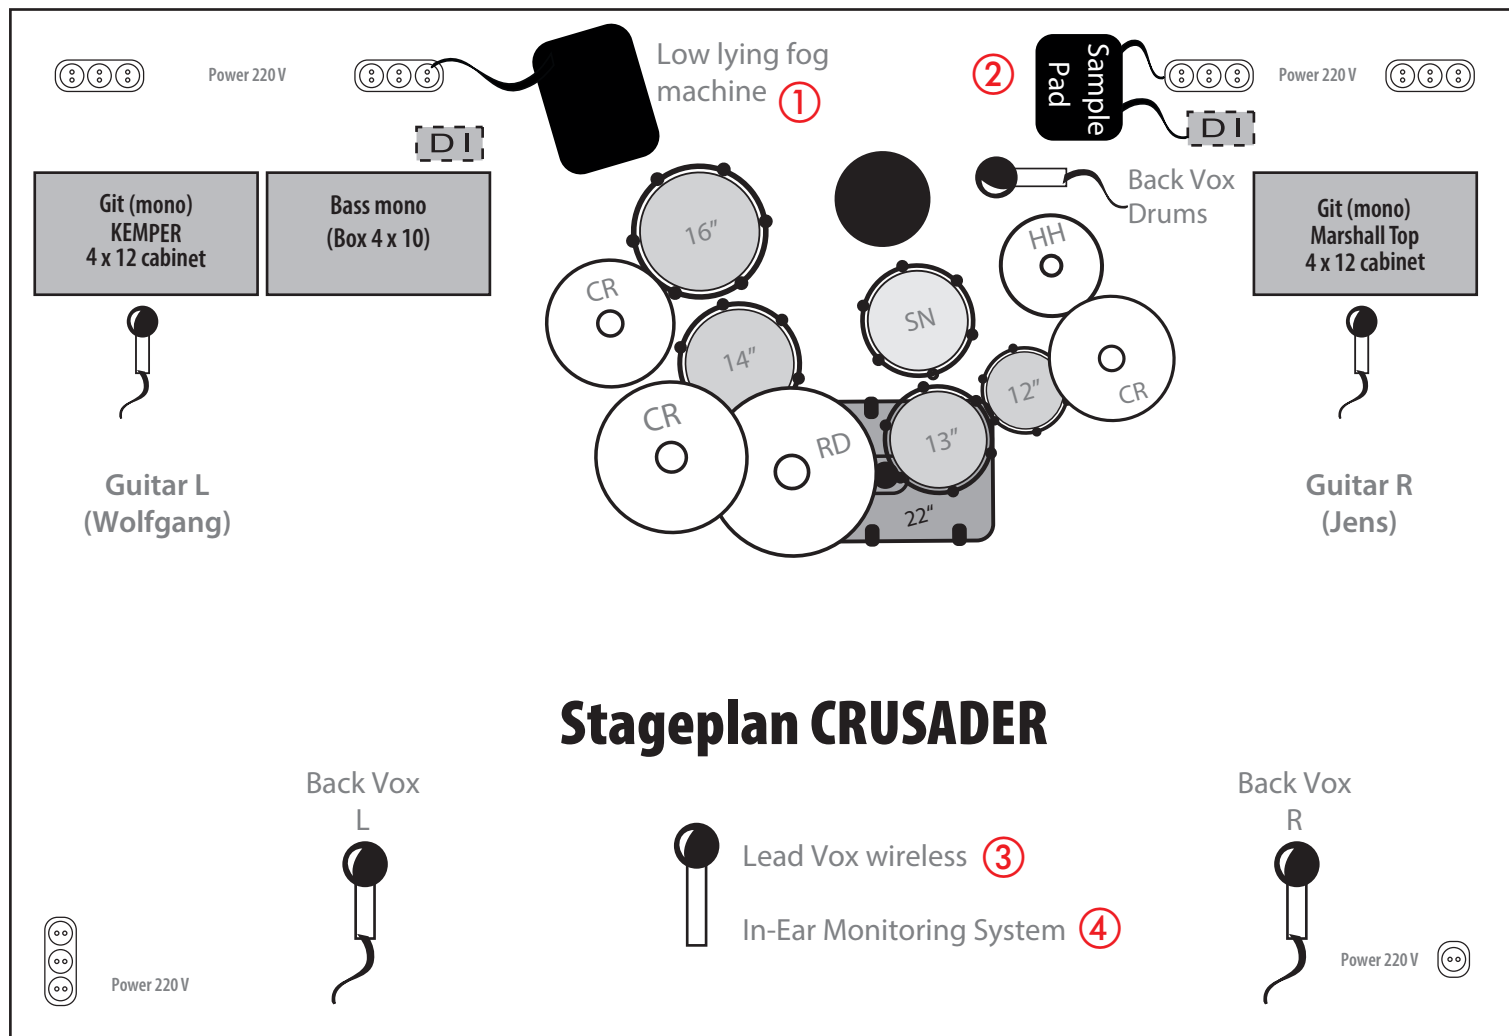 Power 220 V
Low lying fog
machine ①
②
Sample
Pad
Power 220 V
DI
DI
Git (mono)
KEMPER
4 x 12 cabinet
Bass mono
(Box 4 x 10)
Back Vox
Drums
Git (mono)
Marshall Top
4 x 12 cabinet
16”
HH
CR
SN
14”
12”
CR
CR
RD
13”
22“
Guitar L
(Wolfgang)
Guitar R
(Jens)
Stageplan CRUSADER
Back Vox
L
Back Vox
R
Lead Vox wireless ③
In-Ear Monitoring System ④
Power 220 V
Power 220 V